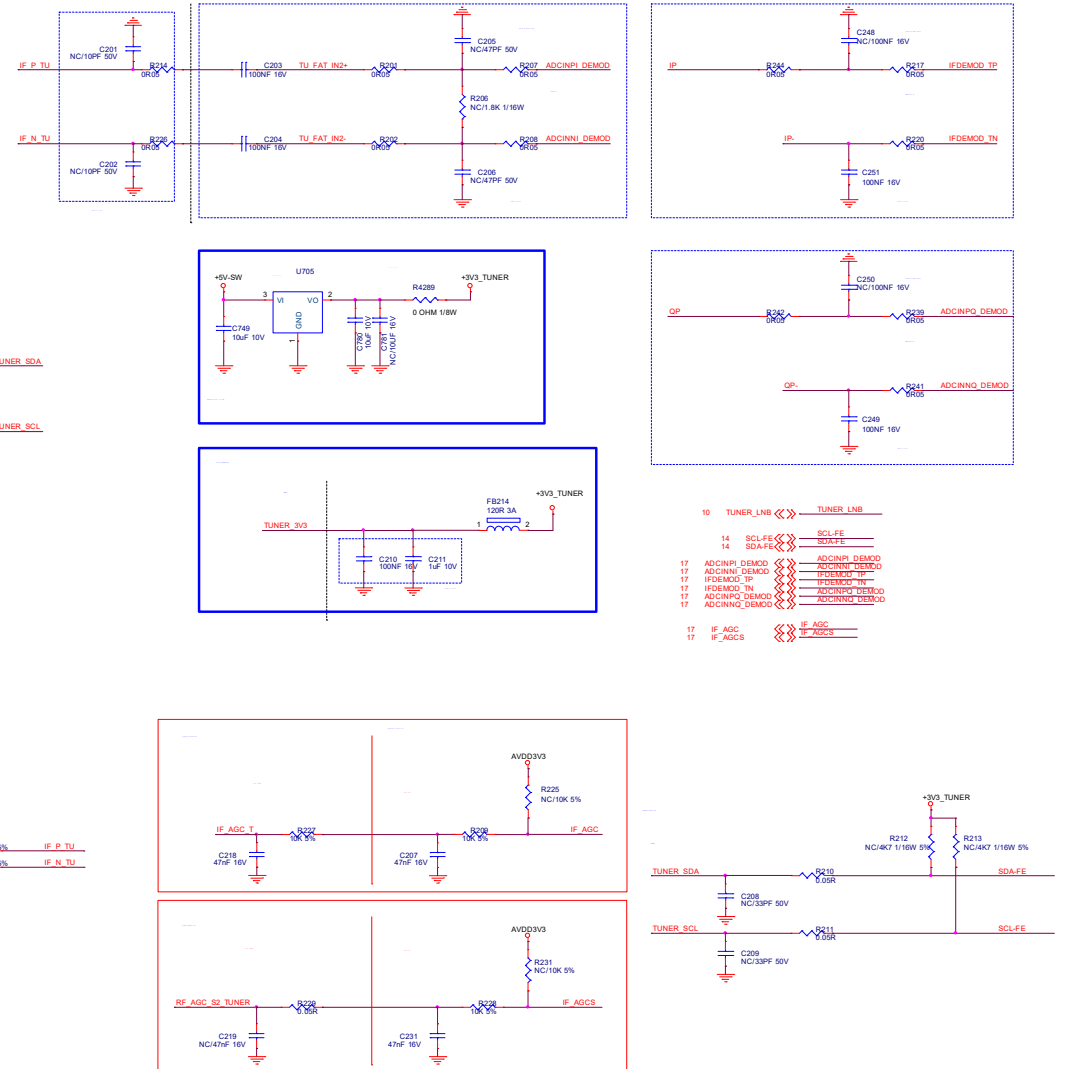 C201
NC/10PF 50V
IF_P_TU
R214
0R05
IF_N_TU
R226
0R05
C202
NC/10PF 50V
C203
100NF 16V
TU_FAT_IN2+
R201
0R05
C205
NC/47PF 50V
R207
0R05
ADCINPI_DEMOD
R206
NC/1.8K 1/16W
C204
100NF 16V
TU_FAT_IN2-
R202
0R05
R208
0R05
ADCINNI_DEMOD
C206
NC/47PF 50V
C248
NC/100NF 16V
IP
R244
0R05
R217
0R05
IFDEMOD_TP
IP-
R220
0R05
IFDEMOD_TN
C251
100NF 16V
U705
+5V-SW
3
VI
VO
2
GND
1
C749
10uF 10V
C780
10uF 10V
C781
NC/10UF 16V
R4289
0 OHM 1/8W
+3V3_TUNER
C250
NC/100NF 16V
QP
R242
0R05
R239
0R05
ADCINPQ_DEMOD
QP-
R241
0R05
ADCINNQ_DEMOD
C249
100NF 16V
UNER_SDA
UNER_SCL
TUNER_3V3
FB214
120R 3A
1
2
+3V3_TUNER
C210
100NF 16V
C211
1uF 10V
10 TUNER_LNB TUNER_LNB
14 SCL-FE SCL-FE
14 SDA-FE SDA-FE
17 ADCINPI_DEMOD ADCINPI_DEMOD
17 ADCINNI_DEMOD ADCINNI_DEMOD
17 IFDEMOD_TP IFDEMOD_TP
17 IFDEMOD_TN IFDEMOD_TN
17 ADCINPQ_DEMOD ADCINPQ_DEMOD
17 ADCINNQ_DEMOD ADCINNQ_DEMOD
17 IF_AGC IF_AGC
17 IF_AGCS IF_AGCS
AVDD3V3
R225
NC/10K 5%
IF_AGC_T
R227
10K 5%
R209
10K 5%
IF_AGC
C218
47nF 16V
C207
47nF 16V
IF_P_TU
IF_N_TU
AVDD3V3
R231
NC/10K 5%
RF_AGC_S2_TUNER
R229
0.05R
R228
10K 5%
IF_AGCS
C219
NC/47nF 16V
C231
47nF 16V
+3V3_TUNER
R212
NC/4K7 1/16W 5%
R213
NC/4K7 1/16W 5%
TUNER_SDA
R210
0.05R
SDA-FE
C208
NC/33PF 50V
TUNER_SCL
R211
0.05R
SCL-FE
C209
NC/33PF 50V